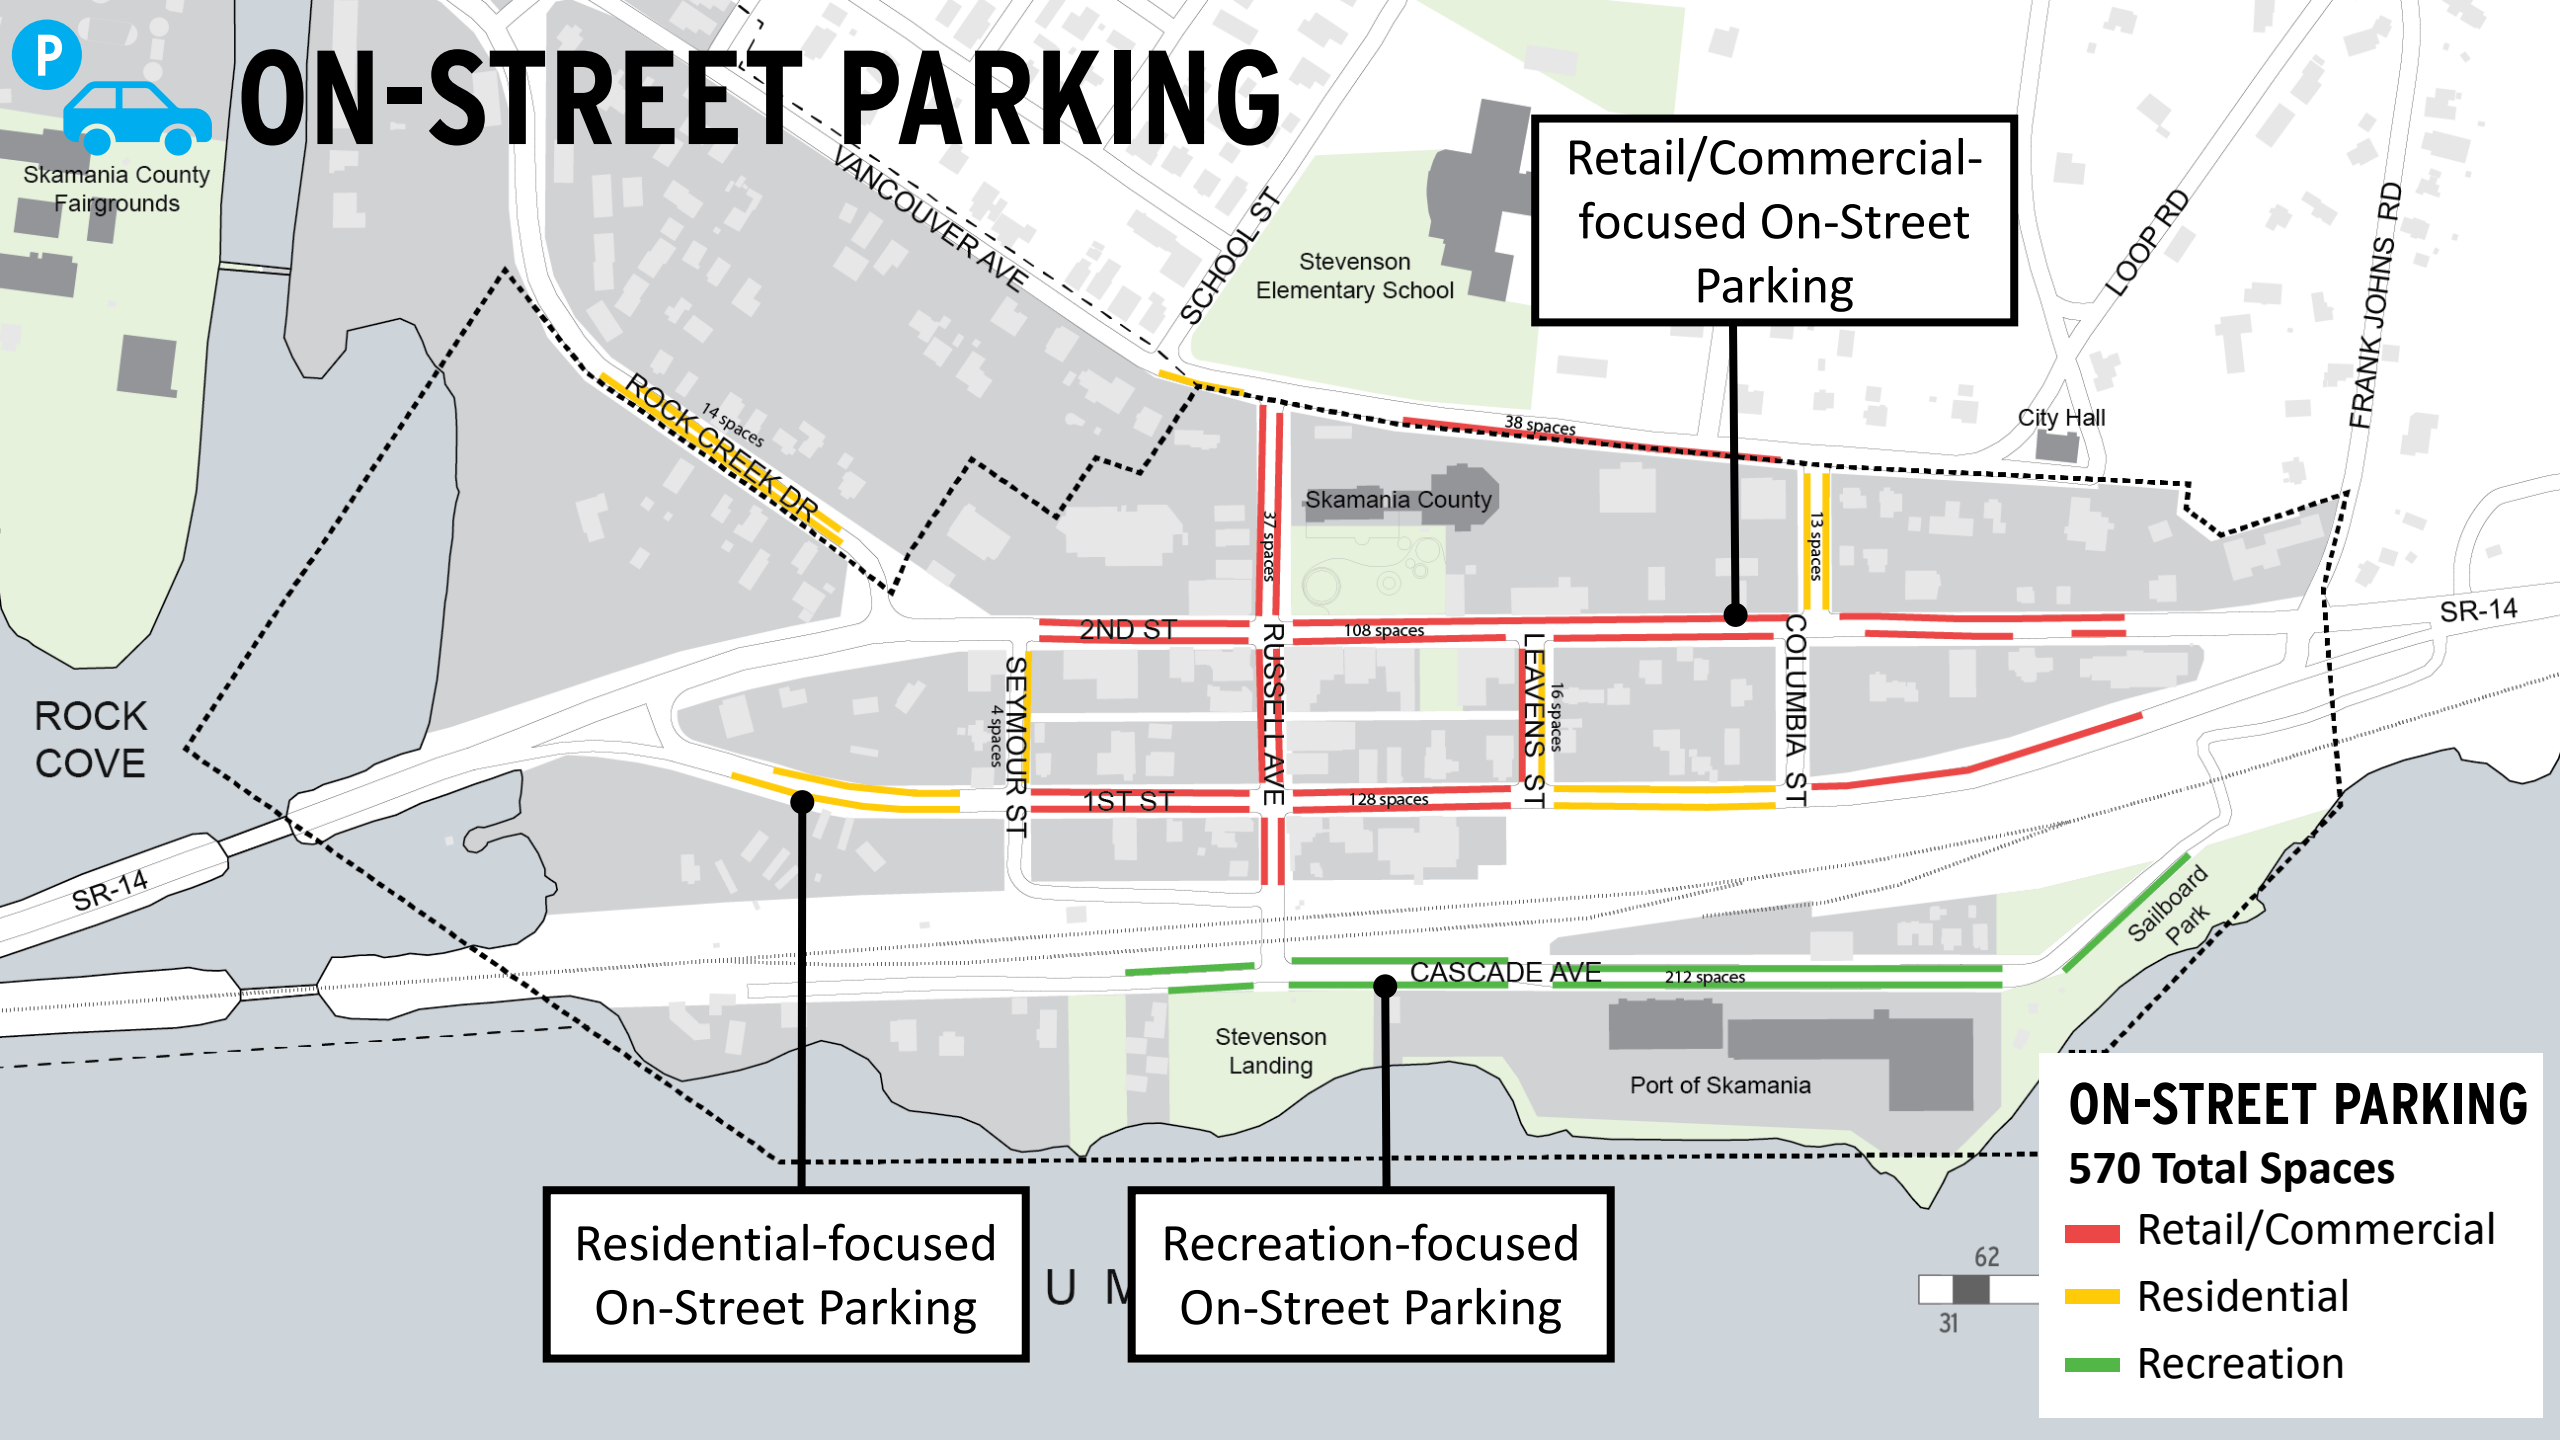 P
ON-STREET PARKING
Skamania County
Fairgrounds
VANCOUVER AVE
SCHOOL ST
Stevenson
Elementary School
Retail/Commercial-
focused On-Street
Parking
LOOP RD
FRANK JOHNS RD
City Hall
ROCK CREEK DR
14 spaces
38 spaces
Skamania County
37 spaces
13 spaces
2ND ST
108 spaces
SR-14
RUSSELL AVE
SEYMOUR ST
4 spaces
LEAVENS ST
16 spaces
COLUMBIA ST
ROCK
COVE
1ST ST
128 spaces
SR-14
Sailboard
Park
CASCADE AVE
212 spaces
Stevenson
Landing
Port of Skamania
Residential-focused
On-Street Parking
U M
Recreation-focused
On-Street Parking
62
31
ON-STREET PARKING
570 Total Spaces
Retail/Commercial
Residential
Recreation